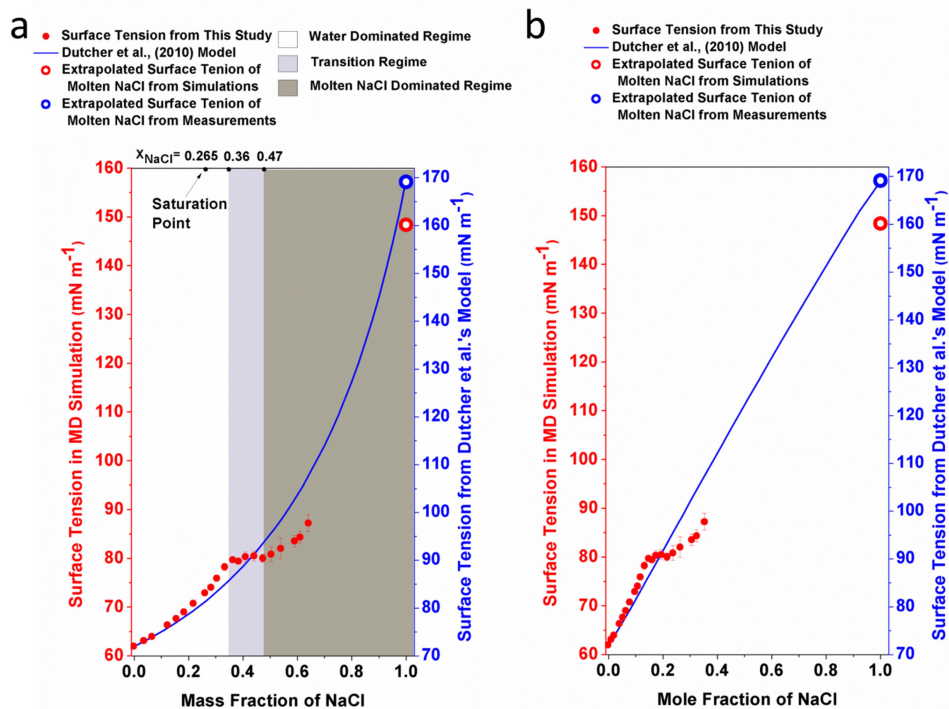 a
Surface Tension from This Study
Dutcher et al., (2010) Model
Extrapolated Surface Tenion of
Molten NaCl from Simulations
Extrapolated Surface Tenion of
Molten NaCl from Measurements
Water Dominated Regime
Transition Regime
Molten NaCl Dominated Regime
XNaCl= 0.265 0.36 0.47
Saturation
Point
160
150
140
130
120
110
100
90
80
70
60
Surface Tension in MD Simulation (mN m-1)
170
160
150
140
130
120
110
100
90
80
70
Surface Tension from Dutcher et al.'s Model (mN m-1)
0.0 0.2 0.4 0.6 0.8 1.0
Mass Fraction of NaCl
b
Surface Tension from This Study
Dutcher et al., (2010) Model
Extrapolated Surface Tenion of
Molten NaCl from Simulations
Extrapolated Surface Tenion of
Molten NaCl from Measurements
160
150
140
130
120
110
100
90
80
70
60
Surface Tension in MD Simulation (mN m-1)
170
160
150
140
130
120
110
100
90
80
70
Surface Tension from Dutcher et al.'s Model (mN m-1)
0.0 0.2 0.4 0.6 0.8 1.0
Mole Fraction of NaCl